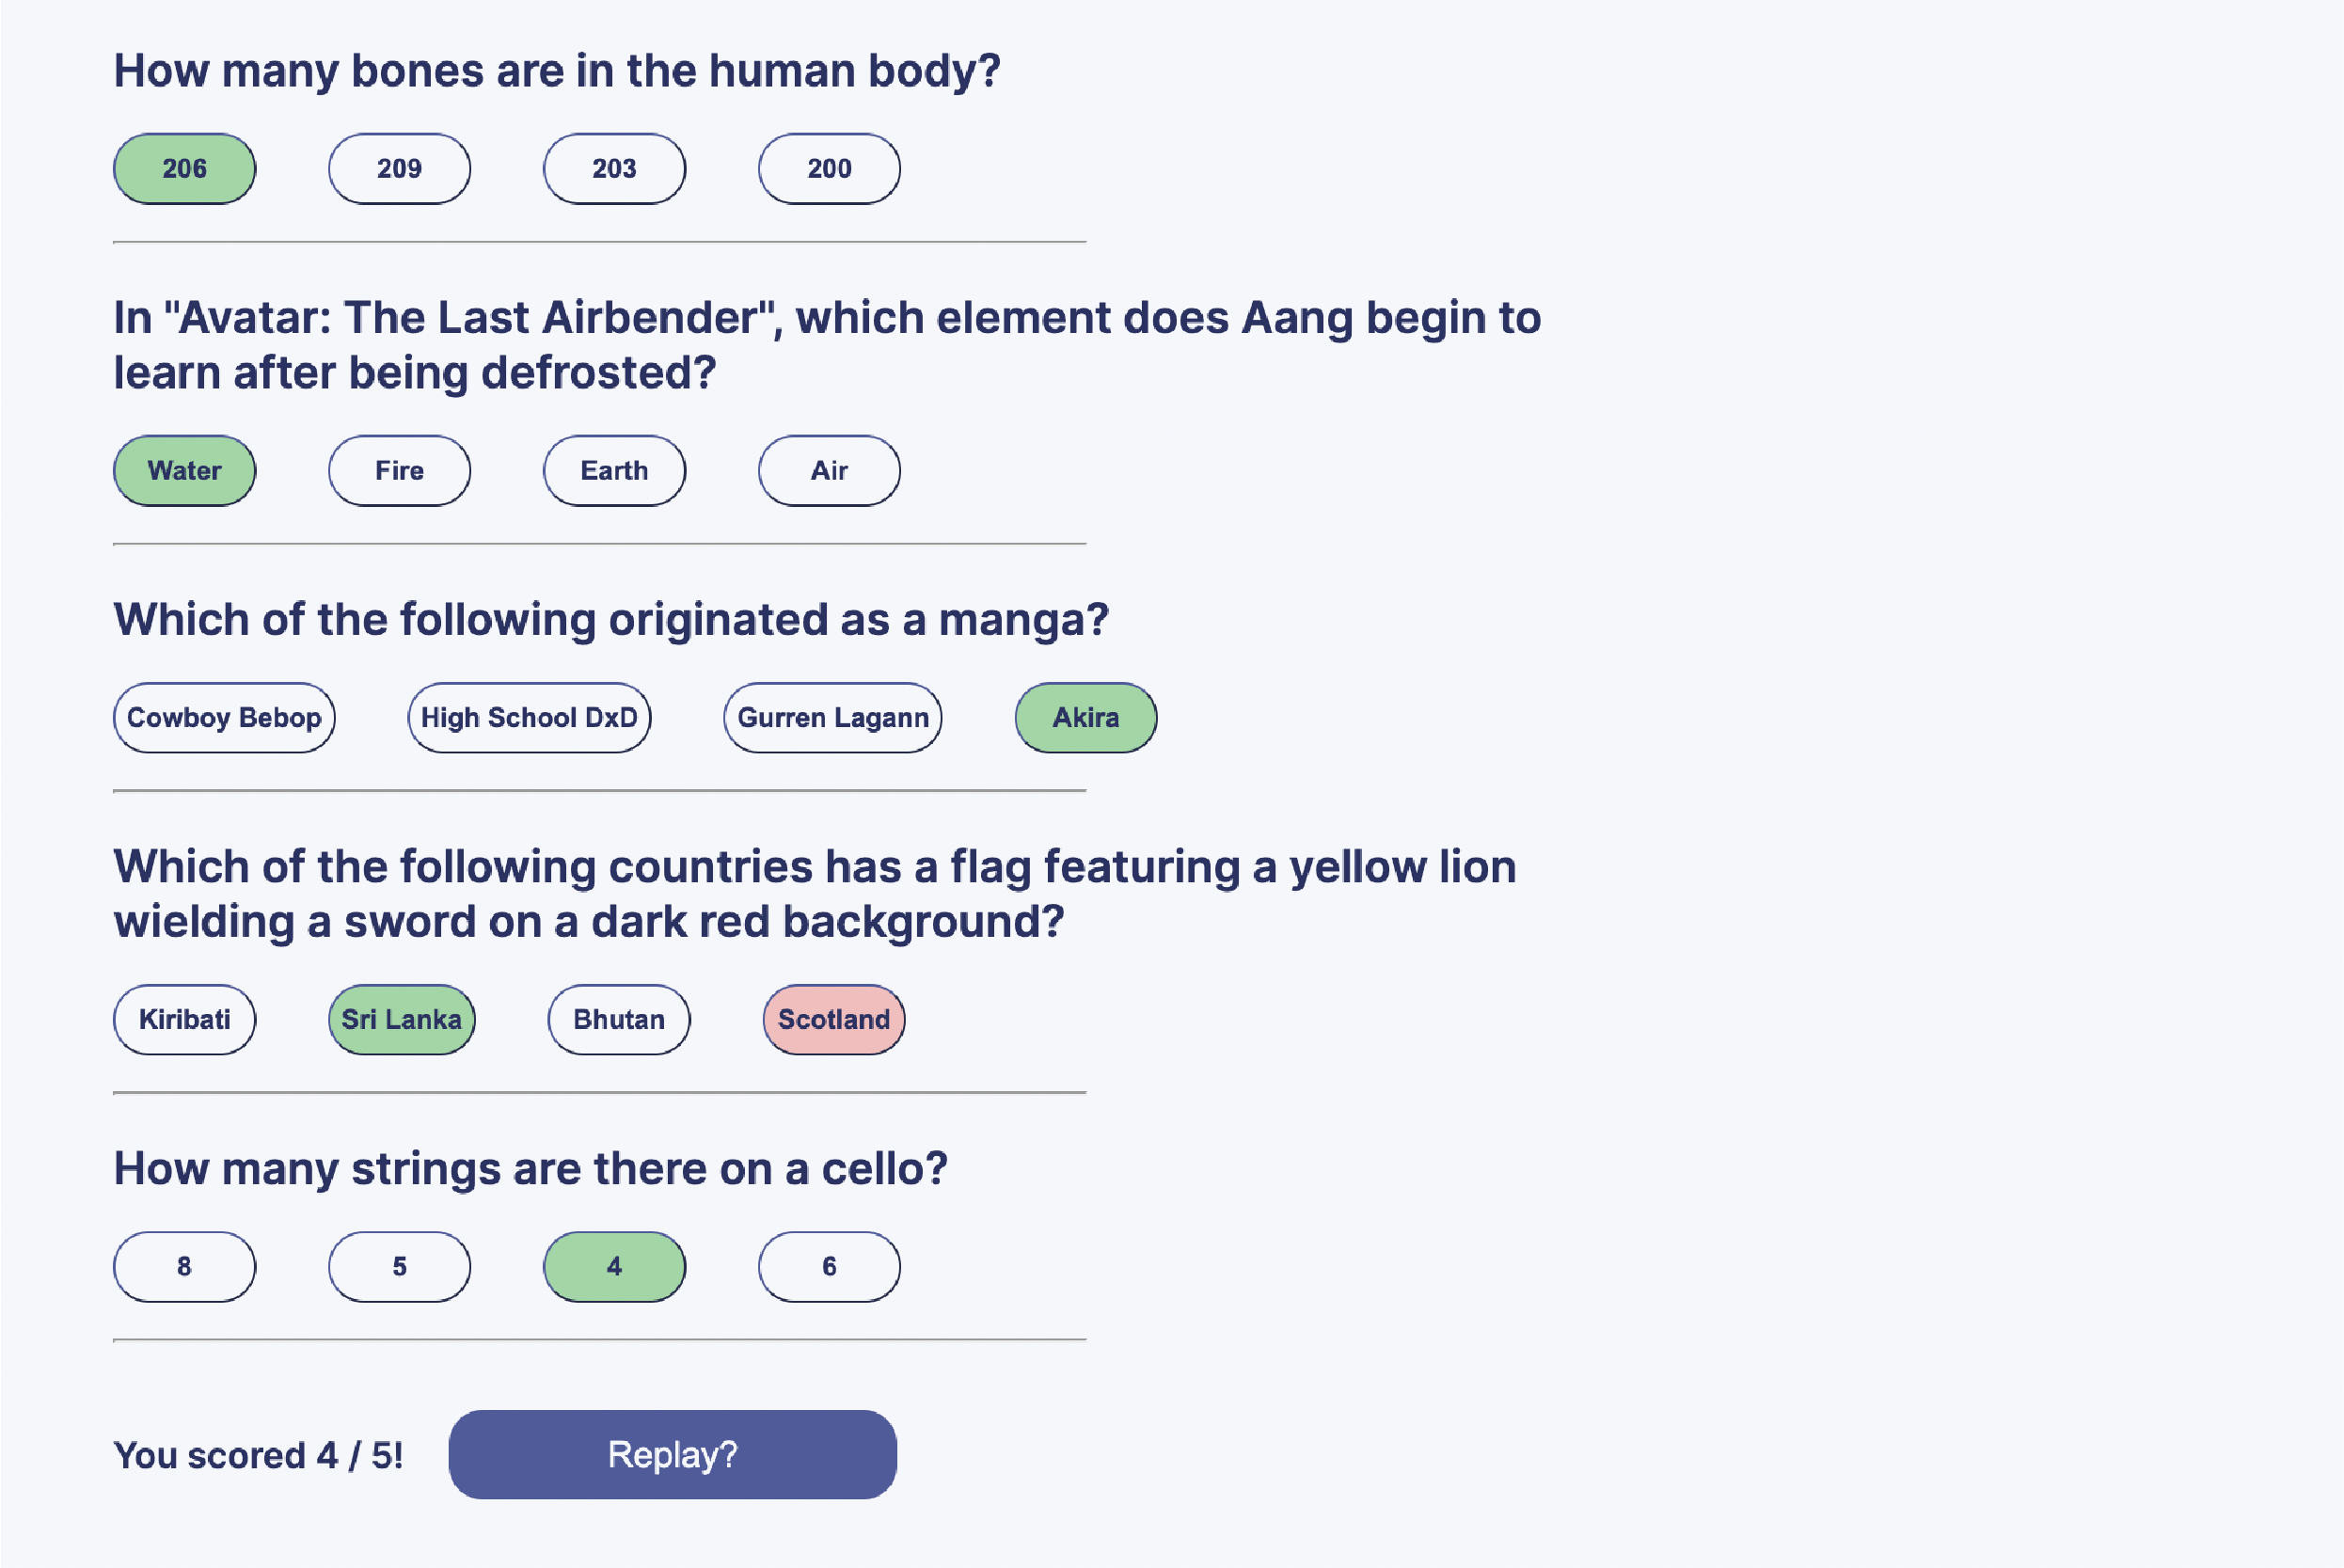 How many bones are in the human body?
206 209 203 200
In "Avatar: The Last Airbender", which element does Aang begin to
learn after being defrosted?
Water Fire Earth Air
Which of the following originated as a manga?
Cowboy Bebop High School DxD Gurren Lagann Akira
Which of the following countries has a flag featuring a yellow lion
wielding a sword on a dark red background?
Kiribati Sri Lanka Bhutan Scotland
How many strings are there on a cello?
8 5 4 6
You scored 4 / 5! Replay?